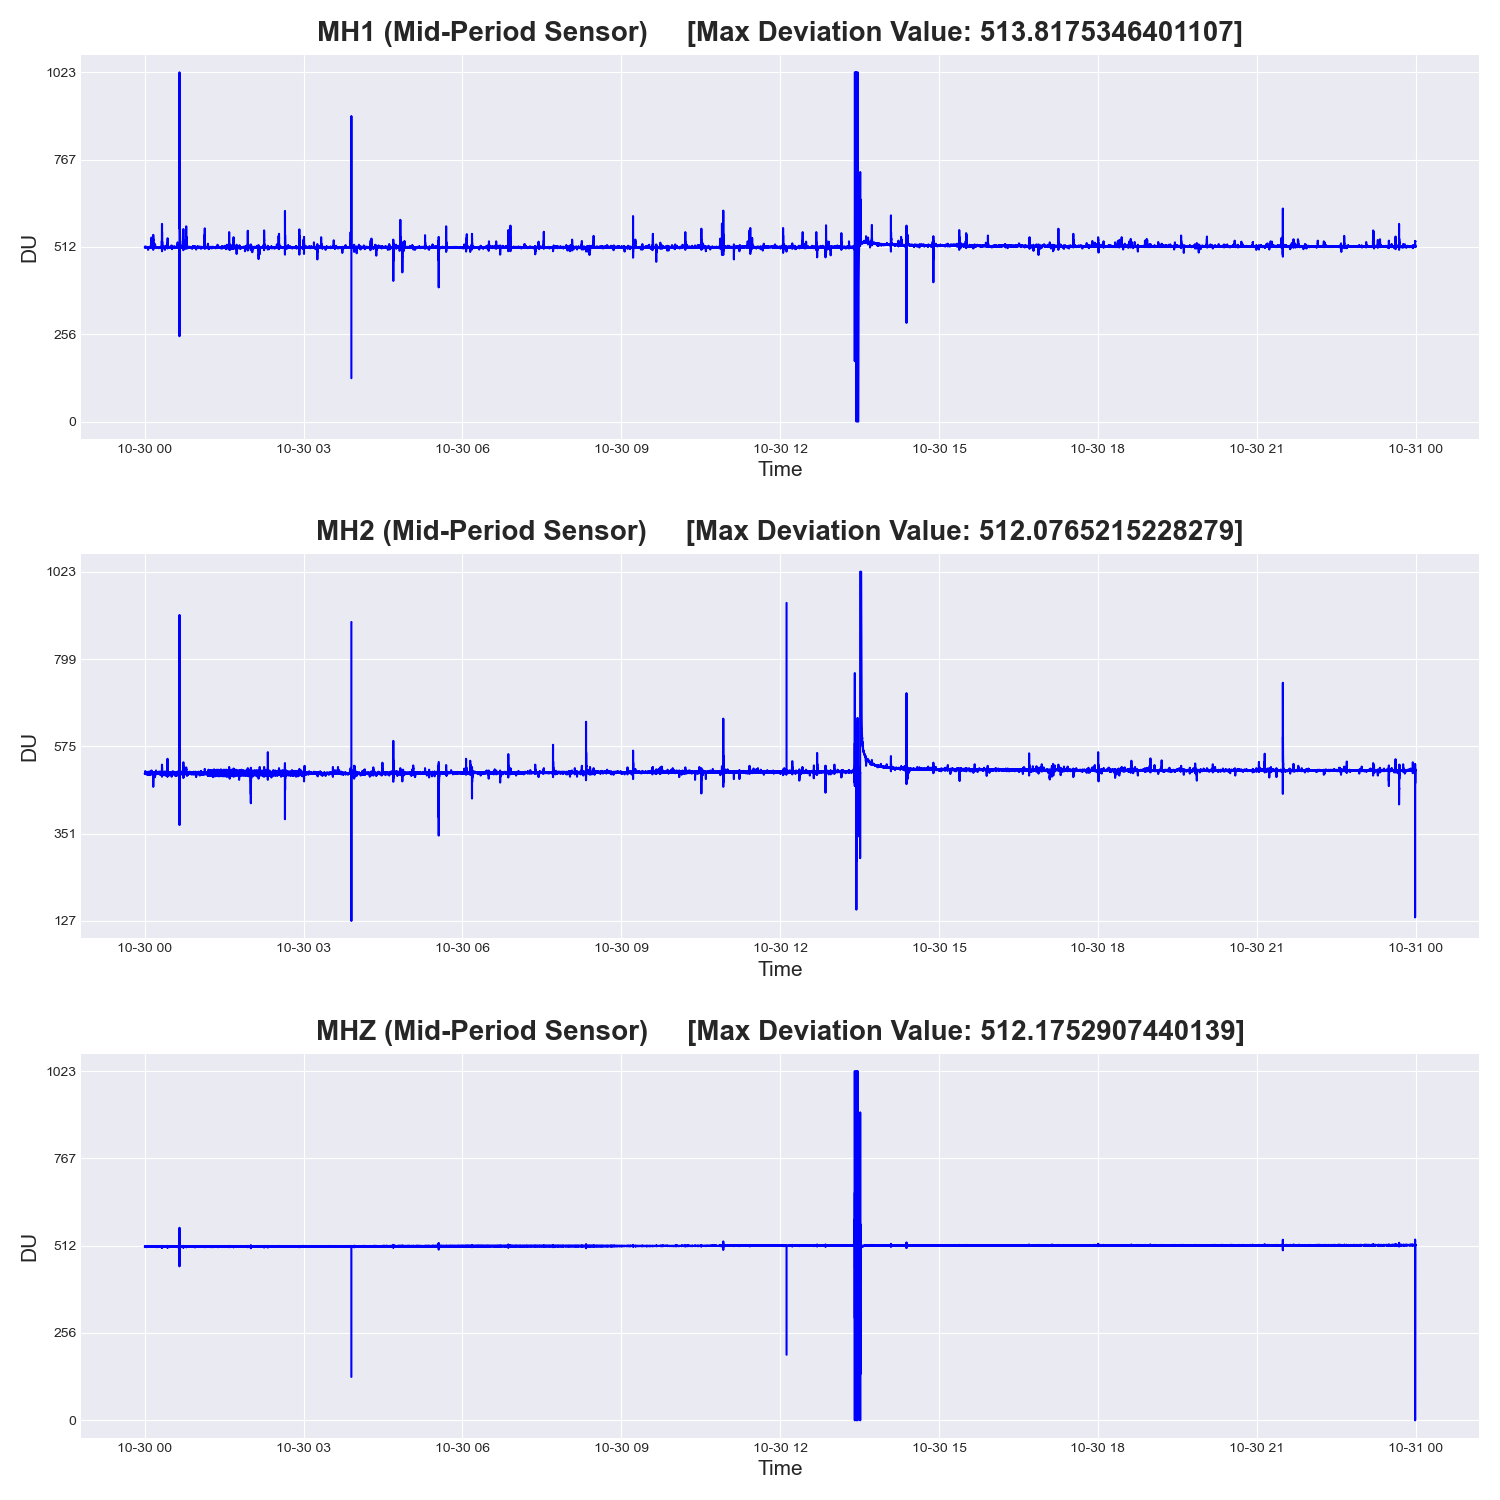 MH1 (Mid-Period Sensor) [Max Deviation Value: 513.8175346401107]
1023
767
512
256
0
DU
10-30 00 10-30 03 10-30 06 10-30 09 10-30 12 10-30 15 10-30 18 10-30 21 10-31 00
Time
MH2 (Mid-Period Sensor) [Max Deviation Value: 512.0765215228279]
1023
799
575
351
127
DU
10-30 00 10-30 03 10-30 06 10-30 09 10-30 12 10-30 15 10-30 18 10-30 21 10-31 00
Time
MHZ (Mid-Period Sensor) [Max Deviation Value: 512.1752907440139]
1023
767
512
256
0
DU
10-30 00 10-30 03 10-30 06 10-30 09 10-30 12 10-30 15 10-30 18 10-30 21 10-31 00
Time